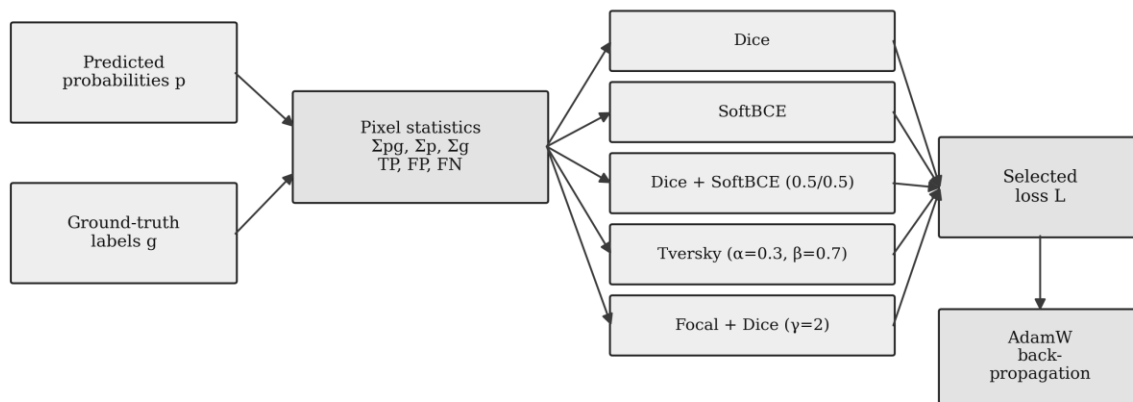 Predicted
probabilities p
Ground-truth
labels g
Pixel statistics
Σpg, Σp, Σg
TP, FP, FN
Dice
SoftBCE
Dice + SoftBCE (0.5/0.5)
Tversky (α=0.3, β=0.7)
Focal + Dice (γ=2)
Selected
loss L
AdamW
back-
propagation